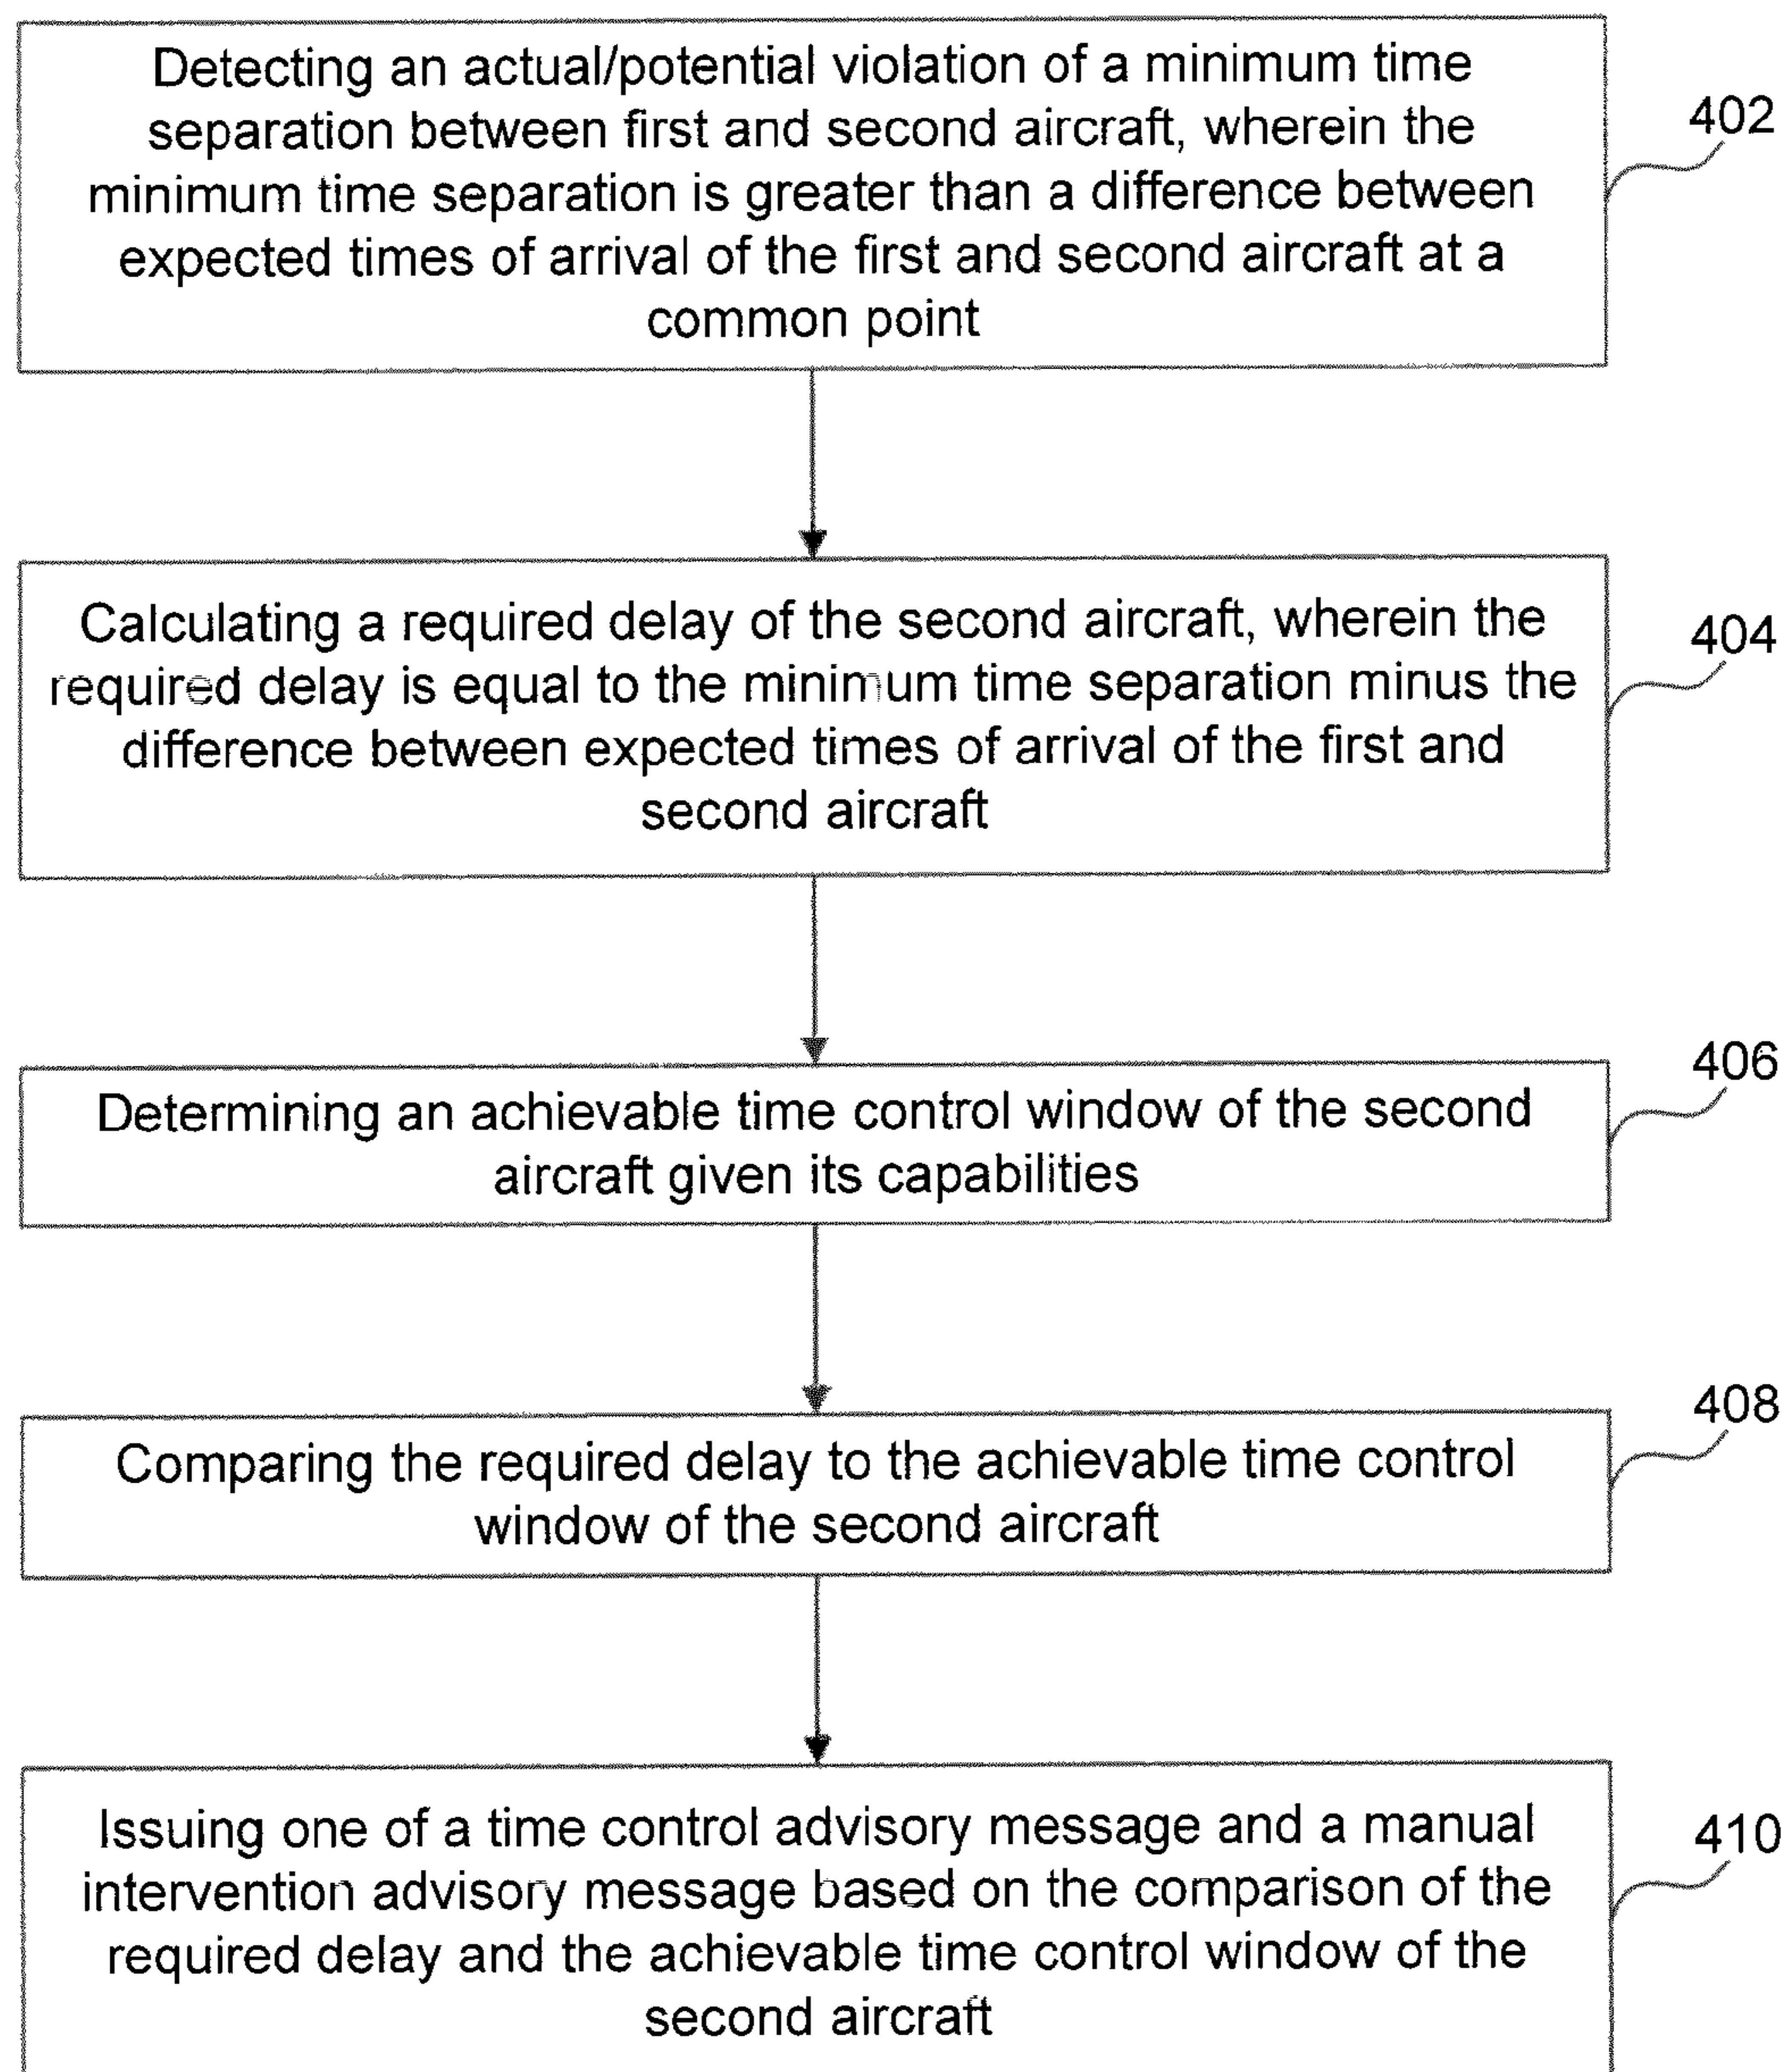 Detecting an actual/potential violation of a minimum time
separation between first and second aircraft, wherein the
minimum time separation is greater than a difference between
expected times of arrival of the first and second aircraft at a
common point
402
Calculating a required delay of the second aircraft, wherein the
required delay is equal to the minimum time separation minus the
difference between expected times of arrival of the first and
second aircraft
404
Determining an achievable time control window of the second
aircraft given its capabilities
406
Comparing the required delay to the achievable time control
window of the second aircraft
408
Issuing one of a time control advisory message and a manual
intervention advisory message based on the comparison of the
required delay and the achievable time control window of the
second aircraft
410